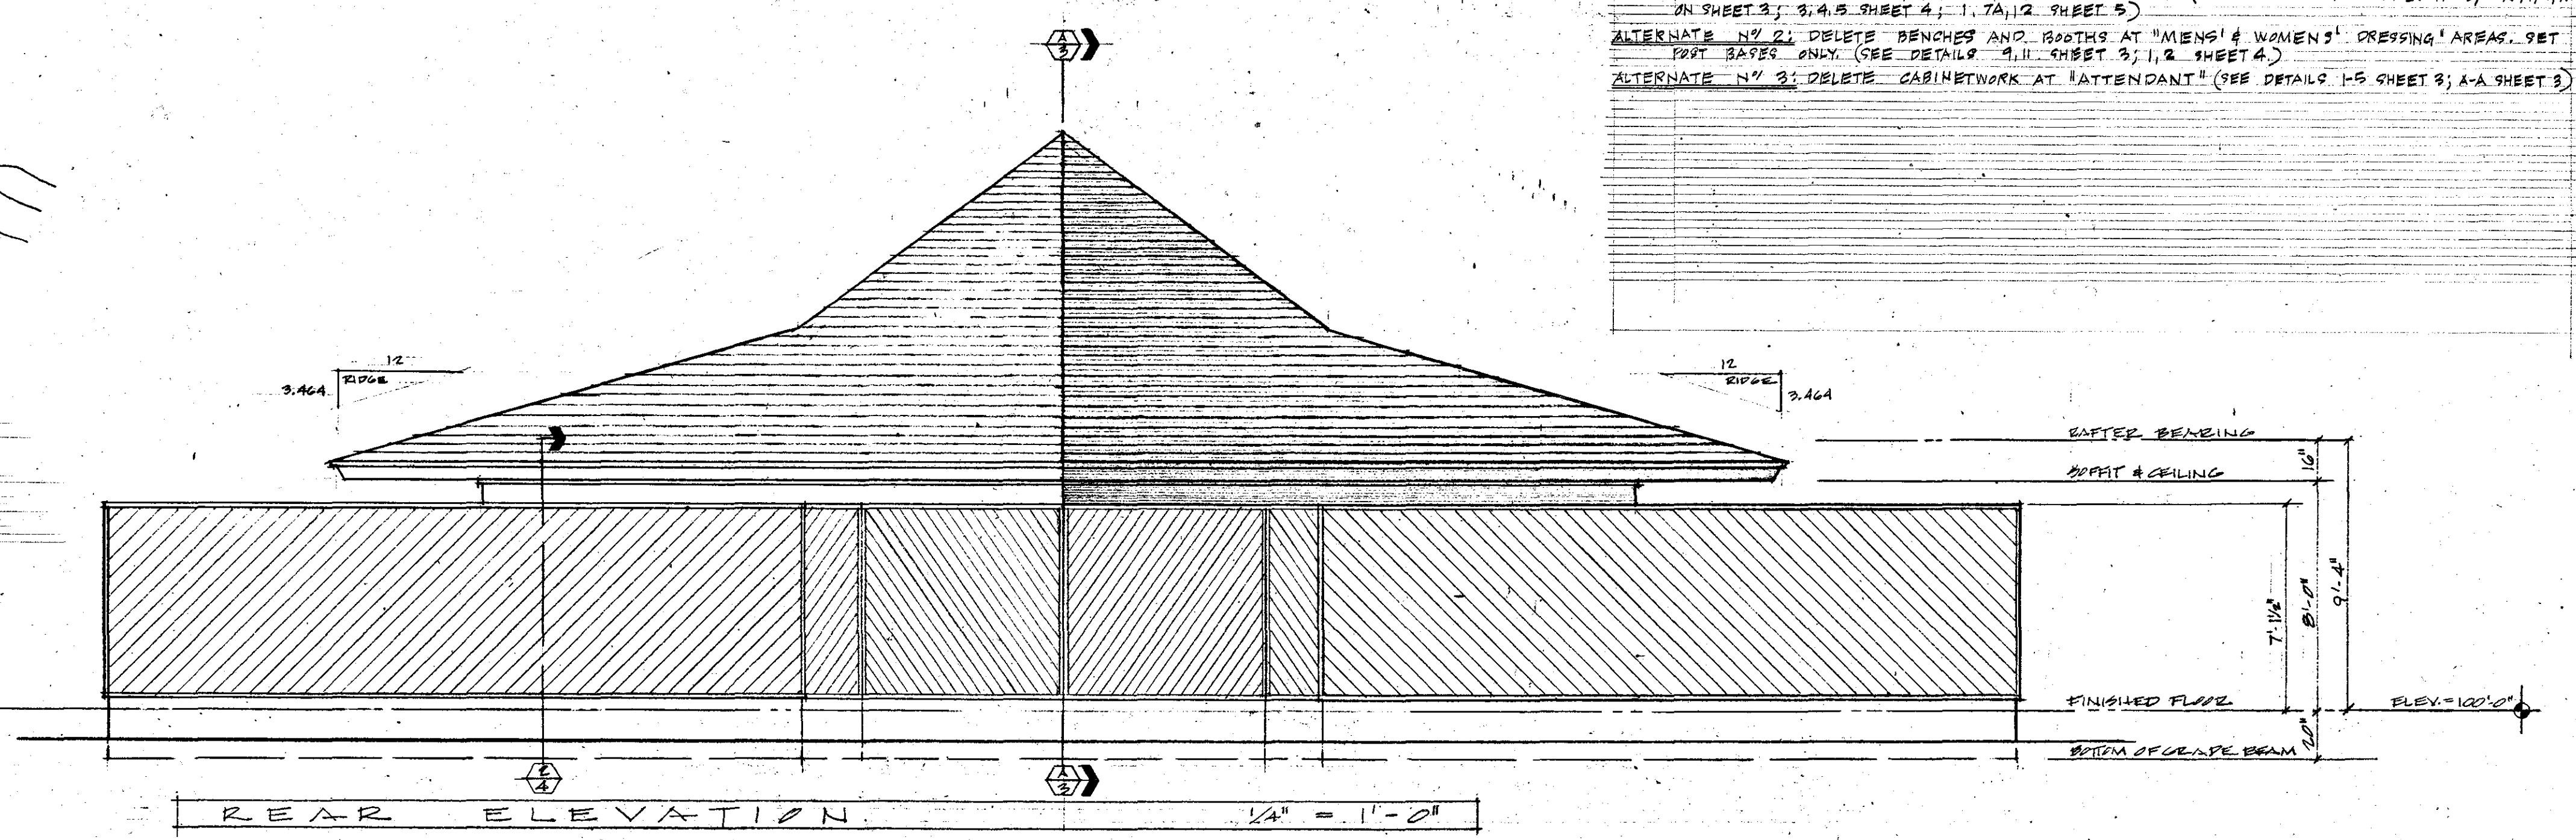 ON SHEET 3; 3,4,5 SHEET 4; 1, 7A, 12 SHEET 5)
ALTERNATE Nº 2: DELETE BENCHES AND BOOTHS AT "MENS' & WOMENS' DRESSING" AREAS. SET
POST BASES ONLY. (SEE DETAILS 9,11 SHEET 3; 1,2 SHEET 4.)
ALTERNATE Nº 3: DELETE CABINETWORK AT "ATTENDANT" (SEE DETAILS 1-5 SHEET 3; A-A SHEET 3)
A
3
12
RIDGE
3.464
12
RIDGE
3.464
RAFTER BEARING
16"
SOFFIT & CEILING
7'-1½"
8'-0"
9'-4"
FINISHED FLOOR
ELEV.=100'-0"
BOTTOM OF GRADE BEAM
20"
2
4
A
3
REAR ELEVATION
1/4" = 1'-0"